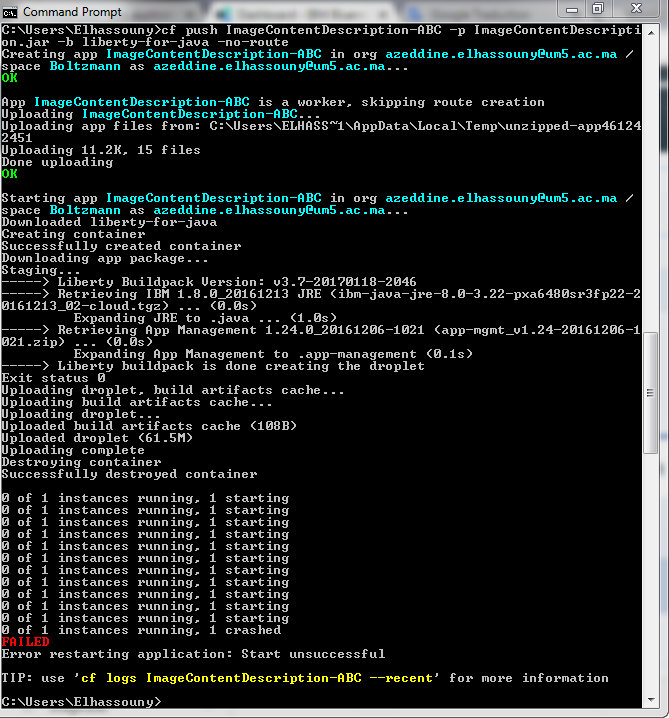 Command Prompt
C:\Users\Elhassouny>cf push ImageContentDescription-ABC -p ImageContentDescripti
on.jar -b liberty-for-java -no-route
Creating app ImageContentDescription-ABC in org azeddine.elhassouny@um5.ac.ma /
space Boltzmann as azeddine.elhassouny@um5.ac.ma...
OK
App ImageContentDescription-ABC is a worker, skipping route creation
Uploading ImageContentDescription-ABC...
Uploading app files from: C:\Users\ELHASS~1\AppData\Local\Temp\unzipped-app461242
2451
Uploading 11.2K, 15 files
Done uploading
OK
Starting app ImageContentDescription-ABC in org azeddine.elhassouny@um5.ac.ma /
space Boltzmann as azeddine.elhassouny@um5.ac.ma...
Downloaded liberty-for-java
Creating container
Successfully created container
Downloading app package...
Staging...
-----> Liberty Buildpack Version: v3.7-20170118-2046
-----> Retrieving IBM 1.8.0_20161213 JRE (ibm-java-jre-8.0-3.22-pxa6480sr3fp22-2
0161213_02-cloud.tgz) ... (0.0s)
Expanding JRE to .java ... (1.0s)
-----> Retrieving App Management 1.24.0_20161206-1021 (app-mgmt_v1.24-20161206-1
021.zip) ... (0.0s)
Expanding App Management to .app-management (0.1s)
-----> Liberty buildpack is done creating the droplet
Exit status 0
Uploading droplet, build artifacts cache...
Uploading build artifacts cache...
Uploading droplet...
Uploaded build artifacts cache (108B)
Uploaded droplet (61.5M)
Uploading complete
Destroying container
Successfully destroyed container
0 of 1 instances running, 1 starting
0 of 1 instances running, 1 starting
0 of 1 instances running, 1 starting
0 of 1 instances running, 1 starting
0 of 1 instances running, 1 starting
0 of 1 instances running, 1 starting
0 of 1 instances running, 1 starting
0 of 1 instances running, 1 starting
0 of 1 instances running, 1 starting
0 of 1 instances running, 1 starting
0 of 1 instances running, 1 starting
0 of 1 instances running, 1 crashed
FAILED
Error restarting application: Start unsuccessful
TIP: use 'cf logs ImageContentDescription-ABC --recent' for more information
C:\Users\Elhassouny>